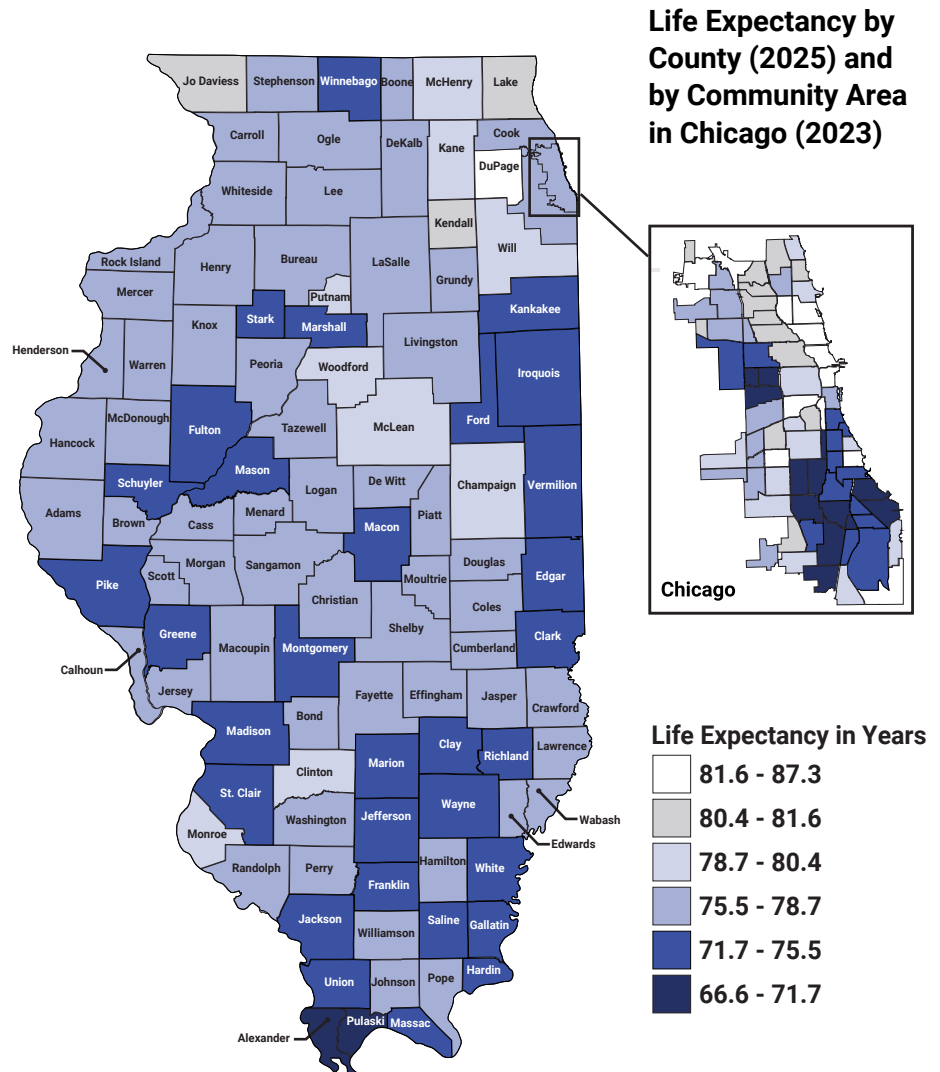 Life Expectancy by
County (2025) and
by Community Area
in Chicago (2023)
Jo Daviess
Stephenson
Winnebago
Boone
McHenry
Lake
Carroll
Ogle
DeKalb
Kane
Cook
DuPage
Whiteside
Lee
Kendall
Will
Rock Island
Henry
Bureau
LaSalle
Grundy
Mercer
Putnam
Kankakee
Stark
Marshall
Knox
Henderson
Warren
Peoria
Livingston
Woodford
Iroquois
McDonough
Fulton
Tazewell
McLean
Ford
Hancock
Mason
Schuyler
Logan
De Witt
Champaign
Vermilion
Adams
Brown
Cass
Menard
Macon
Piatt
Pike
Scott
Morgan
Sangamon
Moultrie
Douglas
Edgar
Christian
Coles
Greene
Macoupin
Montgomery
Shelby
Cumberland
Clark
Calhoun
Jersey
Fayette
Effingham
Jasper
Crawford
Bond
Madison
Marion
Clay
Richland
Lawrence
Clinton
St. Clair
Jefferson
Wayne
Wabash
Monroe
Washington
Edwards
Randolph
Perry
Hamilton
White
Franklin
Jackson
Williamson
Saline
Gallatin
Union
Johnson
Pope
Hardin
Alexander
Pulaski
Massac
Chicago
Life Expectancy in Years
81.6 - 87.3
80.4 - 81.6
78.7 - 80.4
75.5 - 78.7
71.7 - 75.5
66.6 - 71.7